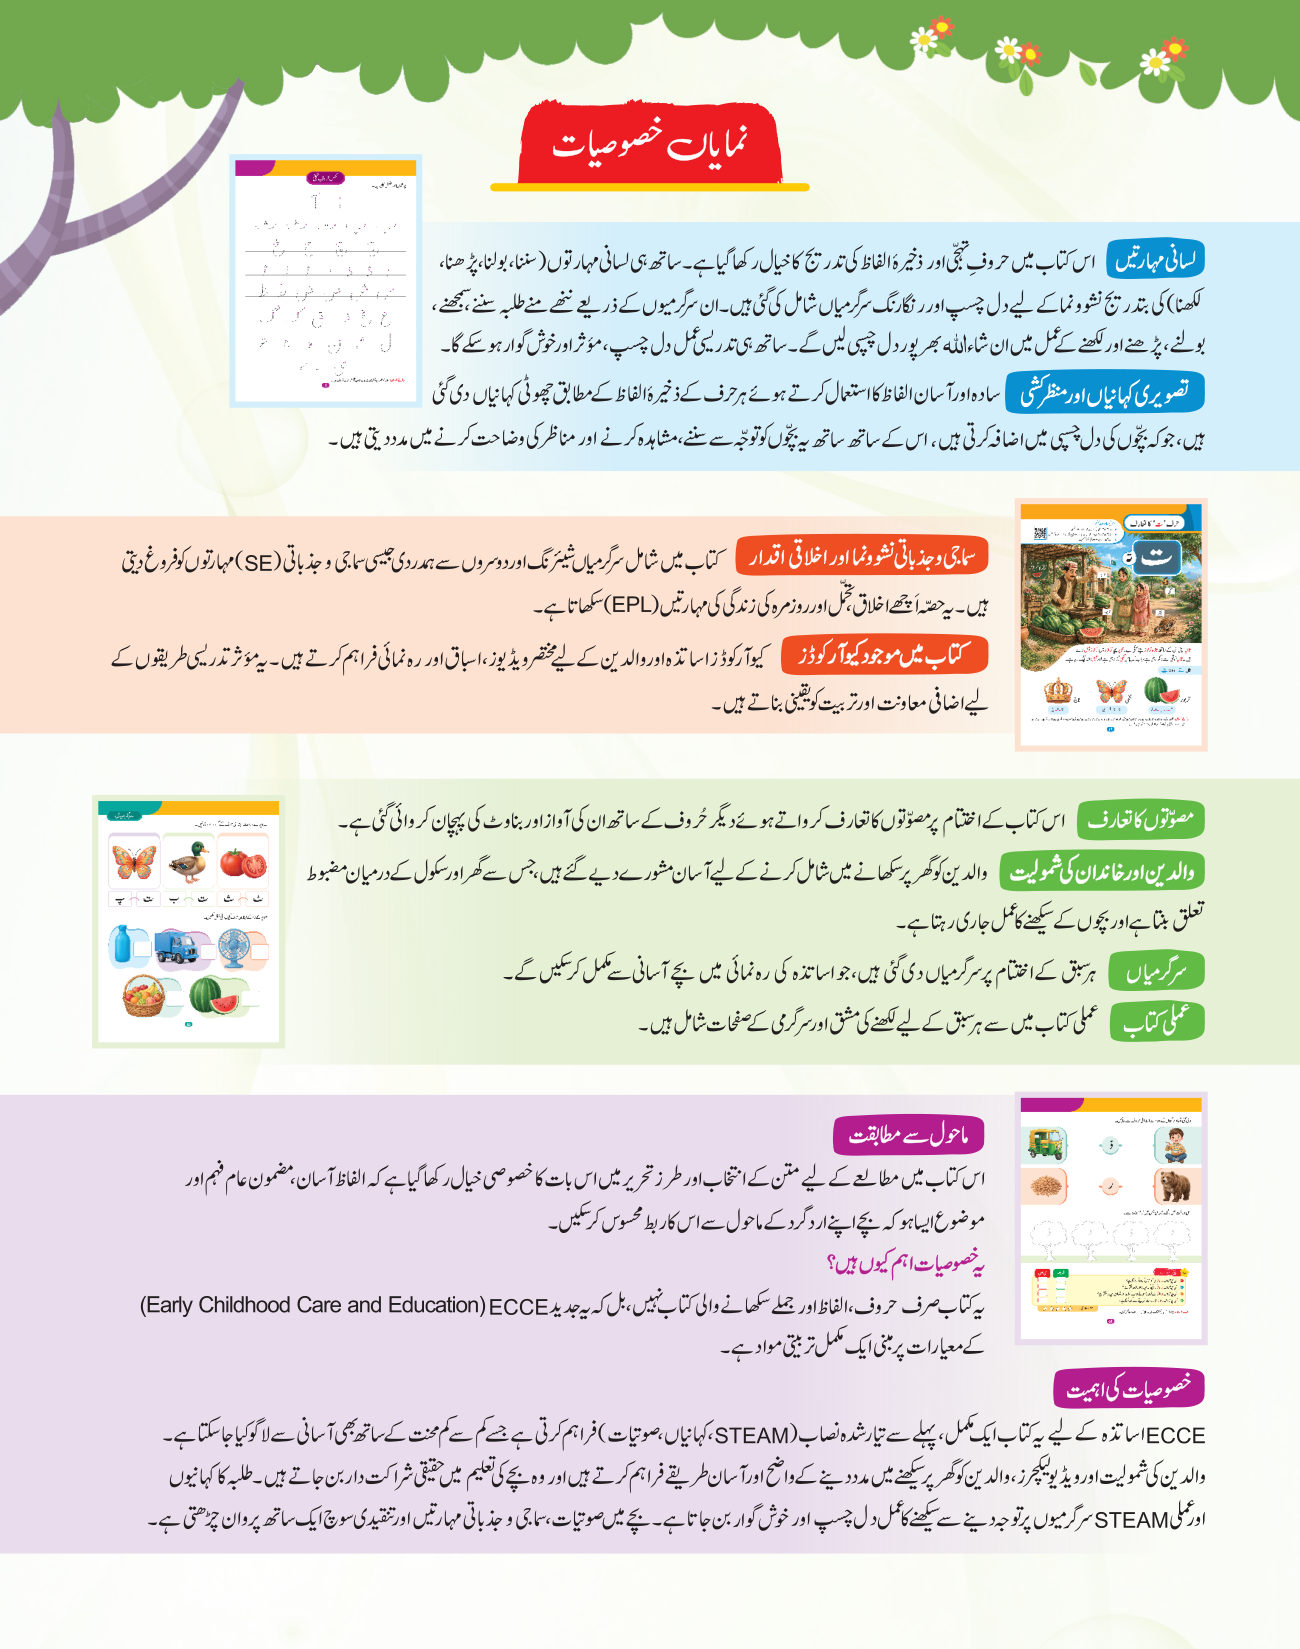 نمایاں خصوصیات
لسانی مہارتیں اس کتاب میں حروفِ تہجّی اور ذخیرۂ الفاظ کی تدریج کا خیال رکھا گیا ہے۔ ساتھ ہی لسانی مہارتوں (سننا، بولنا، پڑھنا،
لکھنا) کی بتدریج نشوونما کے لیے دل چسپ اور رنگارنگ سرگرمیاں شامل کی گئی ہیں۔ ان سرگرمیوں کے ذریعے ننھے منے طلبہ سننے، سمجھنے،
بولنے، پڑھنے اور لکھنے کے عمل میں ان شاءاللہ بھرپور دل چسپی لیں گے۔ ساتھ ہی تدریسی عمل دل چسپ، مؤثر اور خوش گوار ہو سکے گا۔
تصویری کہانیاں اور منظرکشی سادہ اور آسان الفاظ کا استعمال کرتے ہوئے ہر حرف کے ذخیرۂ الفاظ کے مطابق چھوٹی کہانیاں دی گئی
ہیں، جو کہ بچّوں کی دل چسپی میں اضافہ کرتی ہیں، اس کے ساتھ ساتھ یہ بچّوں کو توجّہ سے سننے، مشاہدہ کرنے اور مناظر کی وضاحت کرنے میں مدد دیتی ہیں۔
حرف "ت" کا تعارف
ت
سماجی و جذباتی نشوونما اور اخلاقی اقدار کتاب میں شامل سرگرمیاں شیئرنگ اور دوسروں سے ہمدردی جیسی سماجی و جذباتی (SE) مہارتوں کو فروغ دیتی
ہیں۔ یہ حصّہ اَچھے اخلاق، تحمّل اور روزمرہ کی زندگی کی مہارتیں (EPL) سکھاتا ہے۔
کتاب میں موجود کیو آر کوڈز کیو آر کوڈز اساتذہ اور والدین کے لیے مختصر ویڈیوز، اسباق اور رہ نمائی فراہم کرتے ہیں۔ یہ مؤثر تدریسی طریقوں کے
لیے اضافی معاونت اور تربیت کو یقینی بناتے ہیں۔
مصوّتوں کا تعارف اس کتاب کے اختتام پر مصوّتوں کا تعارف کرواتے ہوئے دیگر حُروف کے ساتھ ان کی آواز اور بناوٹ کی پہچان کروائی گئی ہے۔
والدین اور خاندان کی شمولیت والدین کو گھر پر سکھانے میں شامل کرنے کے لیے آسان مشورے دیے گئے ہیں، جس سے گھر اور سکول کے درمیان مضبوط
تعلق بنتا ہے اور بچوں کے سیکھنے کا عمل جاری رہتا ہے۔
سرگرمیاں ہر سبق کے اختتام پر سرگرمیاں دی گئی ہیں، جو اساتذہ کی رہ نمائی میں بچے آسانی سے مکمل کر سکیں گے۔
عملی کتاب عملی کتاب میں سے ہر سبق کے لیے لکھنے کی مشق اور سرگرمی کے صفحات شامل ہیں۔
ماحول سے مطابقت
اس کتاب میں مطالعے کے لیے متن کے انتخاب اور طرز تحریر میں اس بات کا خصوصی خیال رکھا گیا ہے کہ الفاظ آسان، مضمون عام فہم اور
موضوع ایسا ہو کہ بچے اپنے اردگرد کے ماحول سے اس کا ربط محسوس کر سکیں۔
یہ خصوصیات اہم کیوں ہیں؟
یہ کتاب صرف حروف، الفاظ اور جملے سکھانے والی کتاب نہیں، بل کہ یہ جدید ECCE (Early Childhood Care and Education)
کے معیارات پر مبنی ایک مکمل تربیتی مواد ہے۔
خصوصیات کی اہمیت
ECCE اساتذہ کے لیے یہ کتاب ایک مکمل، پہلے سے تیار شدہ نصاب (STEAM، کہانیاں، صوتیات) فراہم کرتی ہے جسے کم سے کم محنت کے ساتھ بھی آسانی سے لاگو کیا جا سکتا ہے۔
والدین کی شمولیت اور ویڈیو لیکچرز، والدین کو گھر پر سیکھنے میں مدد دینے کے واضح اور آسان طریقے فراہم کرتے ہیں اور وہ بچے کی تعلیم میں حقیقی شراکت دار بن جاتے ہیں۔ طلبہ کا کہانیوں
اور عملی STEAM سرگرمیوں پر توجہ دینے سے سیکھنے کا عمل دل چسپ اور خوش گوار بن جاتا ہے۔ بچے میں صوتیات، سماجی و جذباتی مہارتیں اور تنقیدی سوچ ایک ساتھ پروان چڑھتی ہے۔